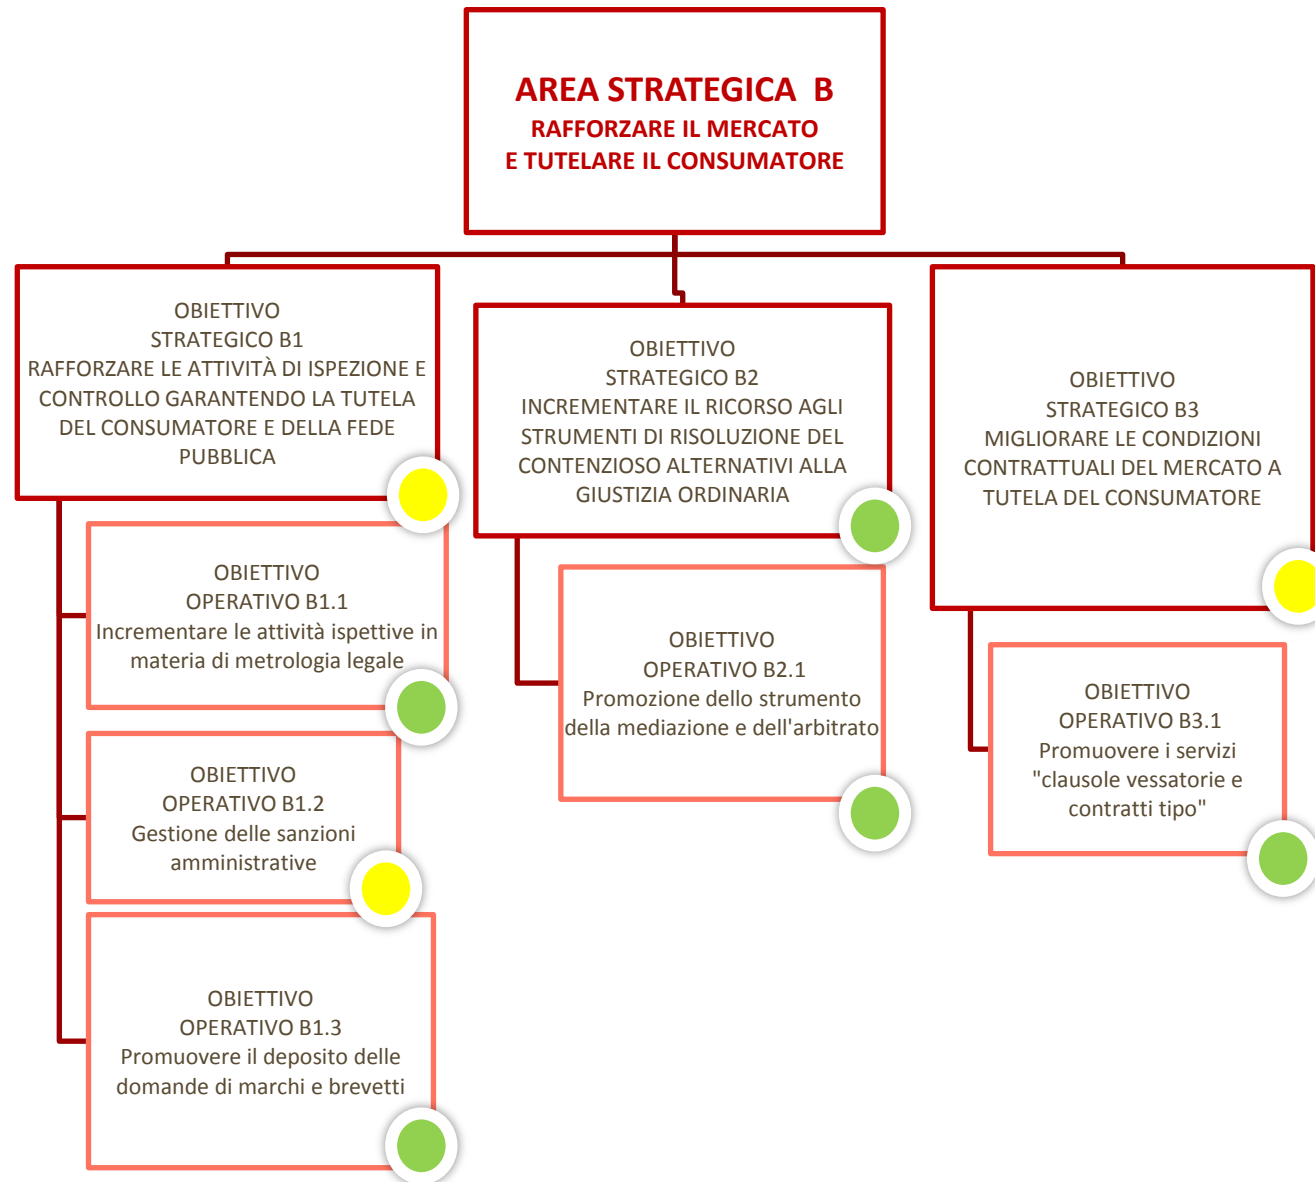 AREA STRATEGICA B
RAFFORZARE IL MERCATO
E TUTELARE IL CONSUMATORE
OBIETTIVO
STRATEGICO B1
RAFFORZARE LE ATTIVITÀ DI ISPEZIONE E
CONTROLLO GARANTENDO LA TUTELA
DEL CONSUMATORE E DELLA FEDE
PUBBLICA
OBIETTIVO
OPERATIVO B1.1
Incrementare le attività ispettive in
materia di metrologia legale
OBIETTIVO
OPERATIVO B1.2
Gestione delle sanzioni
amministrative
OBIETTIVO
OPERATIVO B1.3
Promuovere il deposito delle
domande di marchi e brevetti
OBIETTIVO
STRATEGICO B2
INCREMENTARE IL RICORSO AGLI
STRUMENTI DI RISOLUZIONE DEL
CONTENZIOSO ALTERNATIVI ALLA
GIUSTIZIA ORDINARIA
OBIETTIVO
OPERATIVO B2.1
Promozione dello strumento
della mediazione e dell'arbitrato
OBIETTIVO
STRATEGICO B3
MIGLIORARE LE CONDIZIONI
CONTRATTUALI DEL MERCATO A
TUTELA DEL CONSUMATORE
OBIETTIVO
OPERATIVO B3.1
Promuovere i servizi
"clausole vessatorie e
contratti tipo"